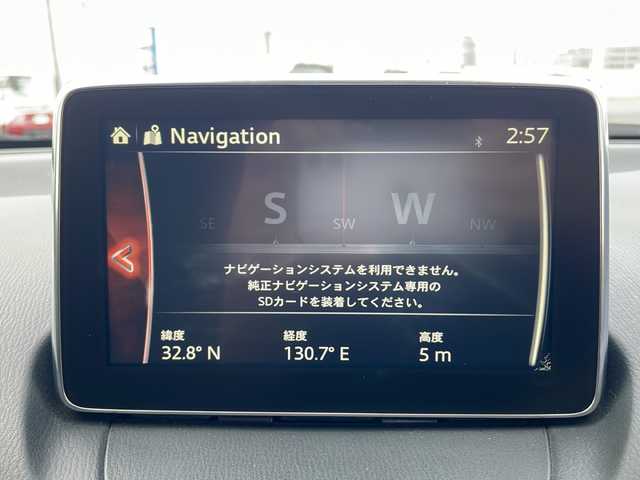 Navigation 2:57
SE S SW W NW
ナビゲーションシステムを利用できません。
純正ナビゲーションシステム専用の
SDカードを装着してください。
緯度 経度 高度
32.8° N 130.7° E 5 m